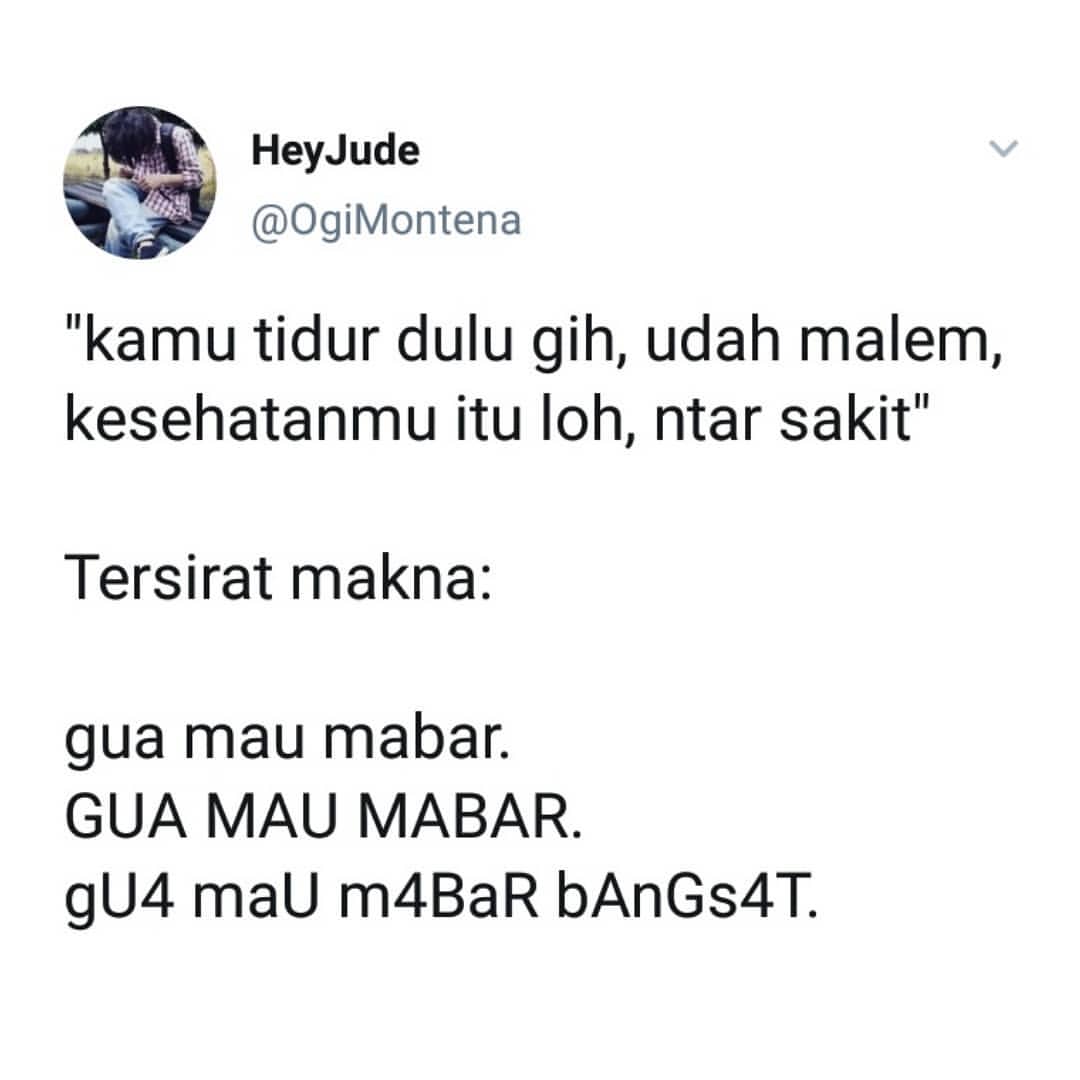 HeyJude
@OgiMontena
"kamu tidur dulu gih, udah malem,
kesehatanmu itu loh, ntar sakit"
Tersirat makna:
gua mau mabar.
GUA MAU MABAR.
gU4 maU m4BaR bAnGs4T.